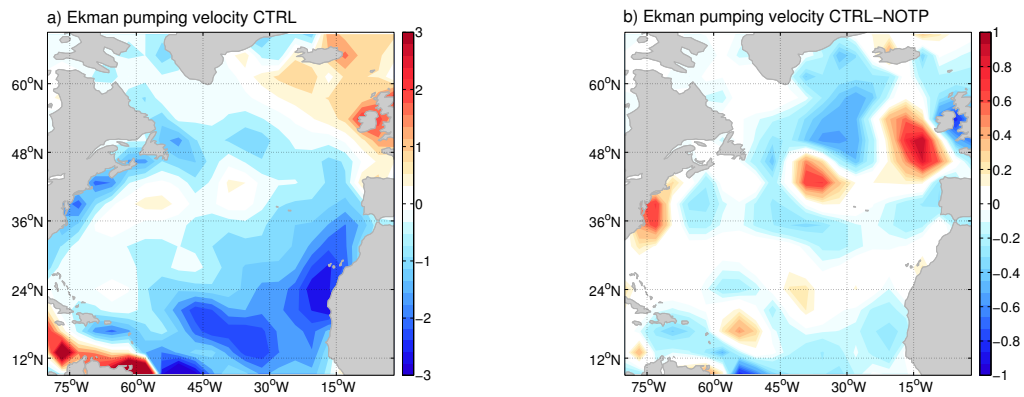 a) Ekman pumping velocity CTRL
60°N
48°N
36°N
24°N
12°N
75°W
60°W
45°W
30°W
15°W
3
2
1
0
−1
−2
−3
b) Ekman pumping velocity CTRL−NOTP
60°N
48°N
36°N
24°N
12°N
75°W
60°W
45°W
30°W
15°W
1
0.8
0.6
0.4
0.2
0
−0.2
−0.4
−0.6
−0.8
−1